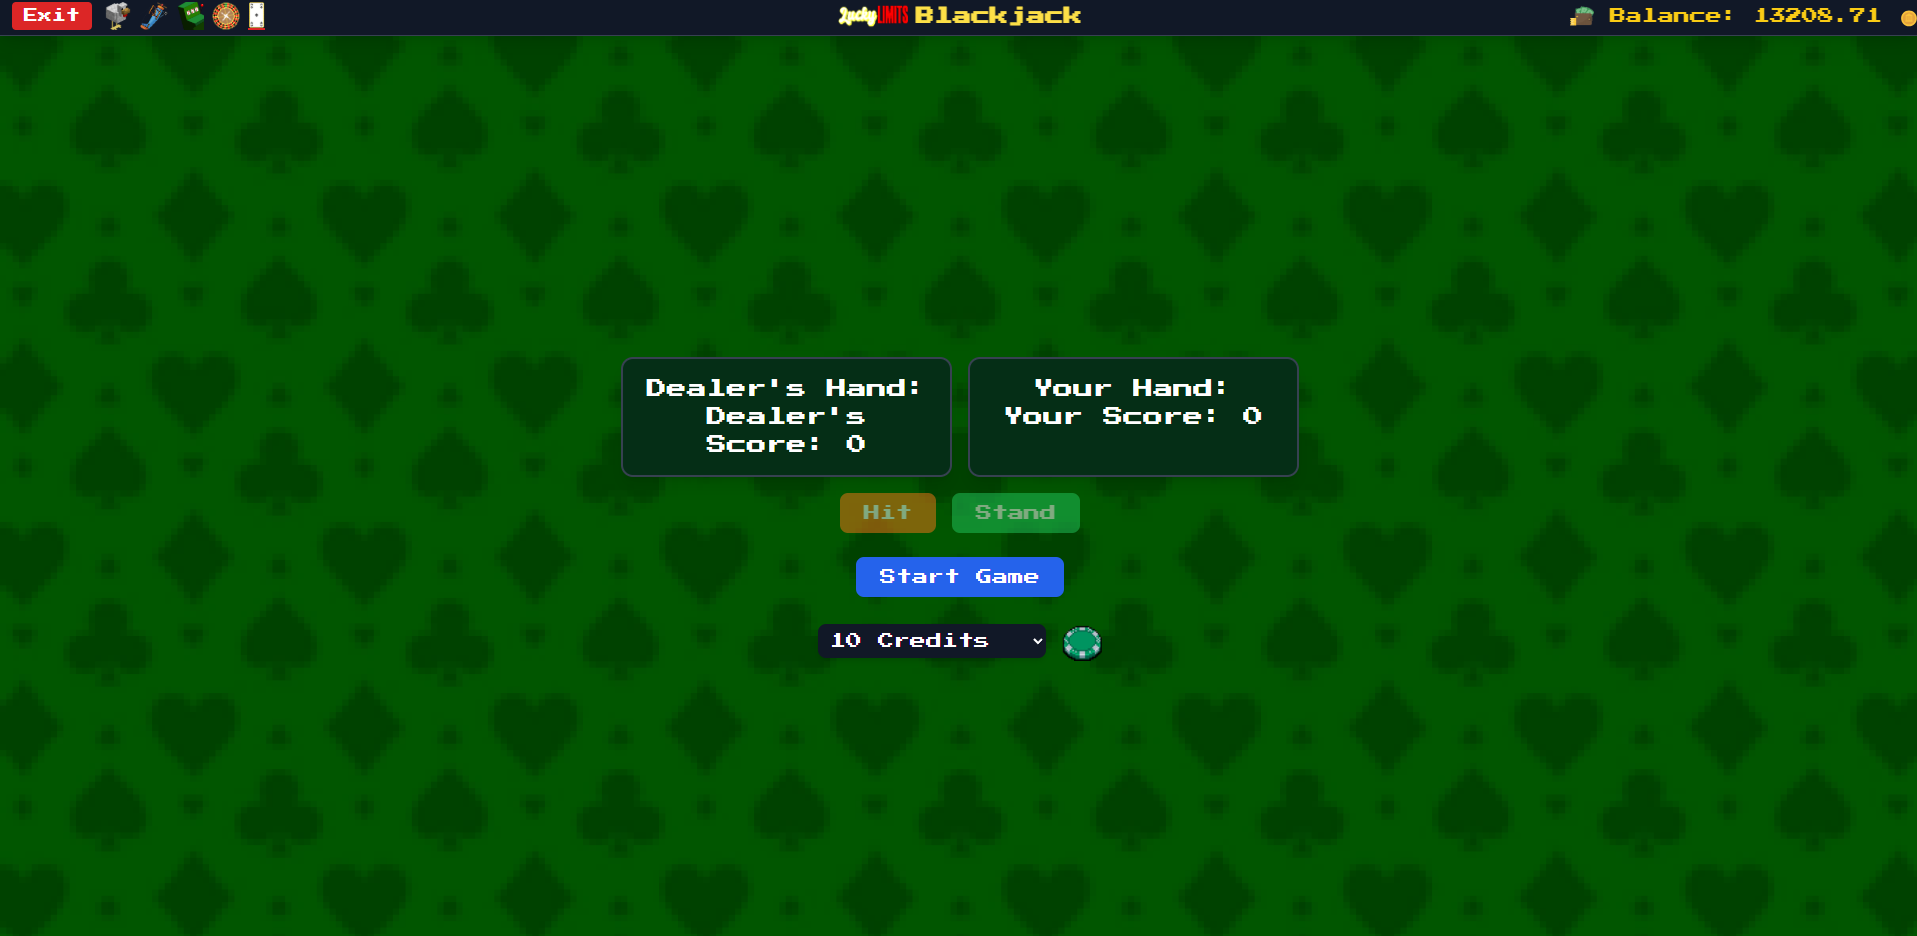 Exit
Lucky LIMITS Blackjack
Balance: 13208.71
Dealer's Hand:
Dealer's
Score: 0
Your Hand:
Your Score: 0
Hit
Stand
Start Game
10 Credits